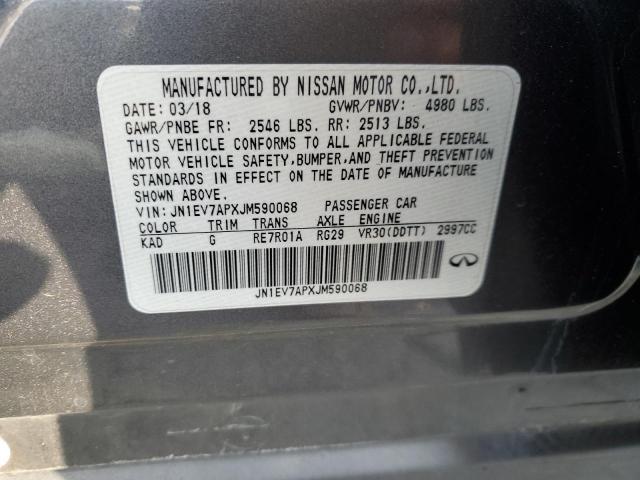 MANUFACTURED BY NISSAN MOTOR CO.,LTD.
DATE: 03/18 GVWR/PNBV: 4980 LBS.
GAWR/PNBE FR: 2546 LBS. RR: 2513 LBS.
THIS VEHICLE CONFORMS TO ALL APPLICABLE FEDERAL
MOTOR VEHICLE SAFETY,BUMPER,AND THEFT PREVENTION
STANDARDS IN EFFECT ON THE DATE OF MANUFACTURE
SHOWN ABOVE.
VIN: JN1EV7APXJM590068 PASSENGER CAR
COLOR TRIM TRANS AXLE ENGINE
KAD G RE7R01A RG29 VR30(DDTT) 2997CC
JN1EV7APXJM590068